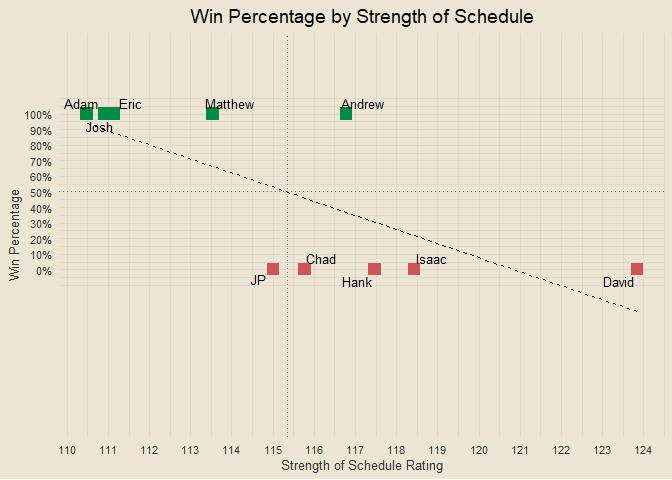 Win Percentage by Strength of Schedule
Adam
Eric
Matthew
Andrew
Josh
100%
90%
80%
70%
60%
50%
40%
30%
20%
10%
0%
Win Percentage
Chad
Isaac
JP
Hank
David
110 111 112 113 114 115 116 117 118 119 120 121 122 123 124
Strength of Schedule Rating